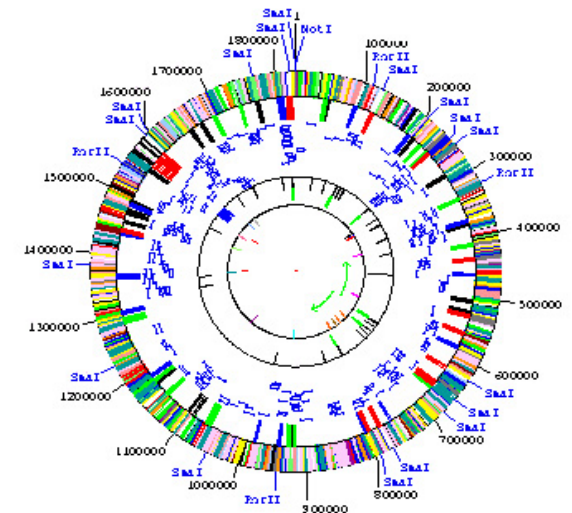 SmaI 1
SmaI NotI
1800000 100000
SmaI RsrII
1700000 SmaI
1600000 200000
SmaI SmaI
SmaI SmaI
SmaI
RsrII 300000
RsrII
1500000
400000
1400000
SmaI
500000
1300000
600000
SmaI SmaI
1200000 SmaI
SmaI
700000
1100000
SmaI SmaI
1000000 SmaI
800000
RsrII
900000